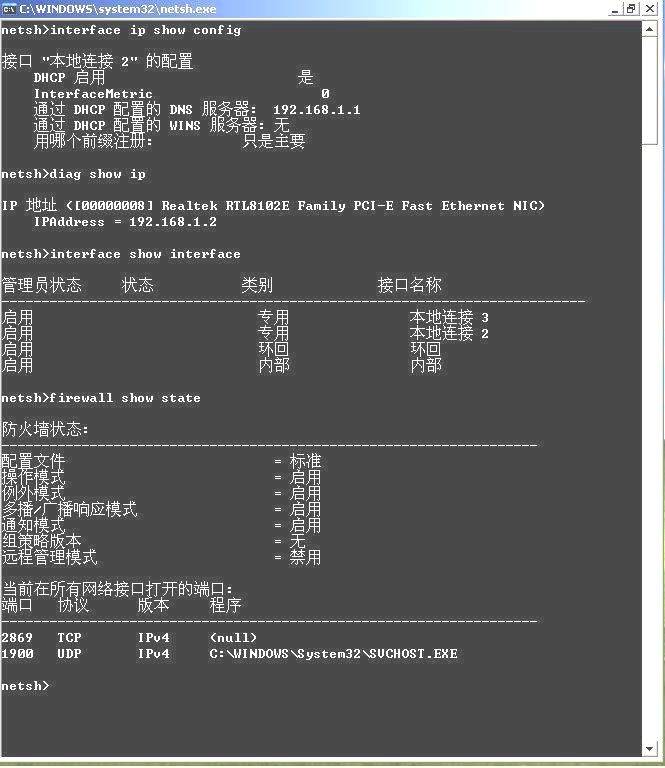 C:\WINDOWS\system32\netsh.exe
netsh>interface ip show config
接口 "本地连接 2" 的配置
DHCP 启用 是
InterfaceMetric 0
通过 DHCP 配置的 DNS 服务器: 192.168.1.1
通过 DHCP 配置的 WINS 服务器: 无
用哪个前缀注册: 只是主要
netsh>diag show ip
IP 地址 ([00000008] Realtek RTL8102E Family PCI-E Fast Ethernet NIC)
IPAddress = 192.168.1.2
netsh>interface show interface
管理员状态 状态 类别 接口名称
-------------------------------------------------------------------------
启用 专用 本地连接 3
启用 专用 本地连接 2
启用 环回 环回
启用 内部 内部
netsh>firewall show state
防火墙状态:
-------------------------------------------------------------------
配置文件 = 标准
操作模式 = 启用
例外模式 = 启用
多播/广播响应模式 = 启用
通知模式 = 启用
组策略版本 = 无
远程管理模式 = 禁用
当前在所有网络接口打开的端口:
端口 协议 版本 程序
-------------------------------------------------------------------
2869 TCP IPv4 (null)
1900 UDP IPv4 C:\WINDOWS\System32\SVCHOST.EXE
netsh>